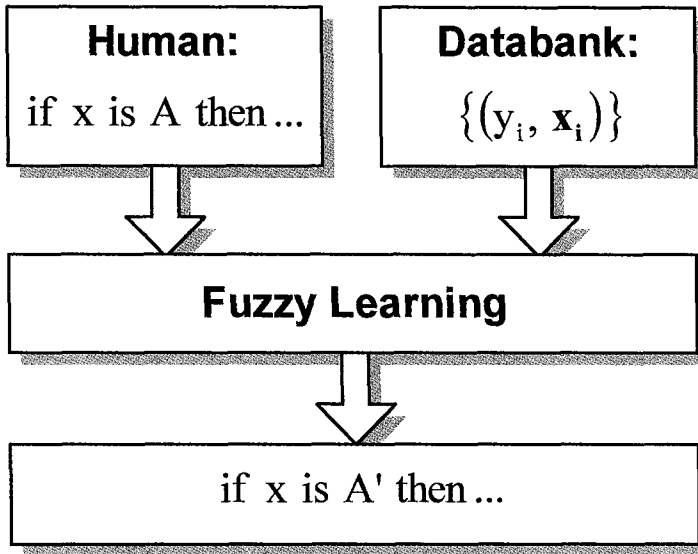 Human:
if x is A then ...
Databank:
{(yᵢ, xᵢ)}
Fuzzy Learning
if x is A' then ...